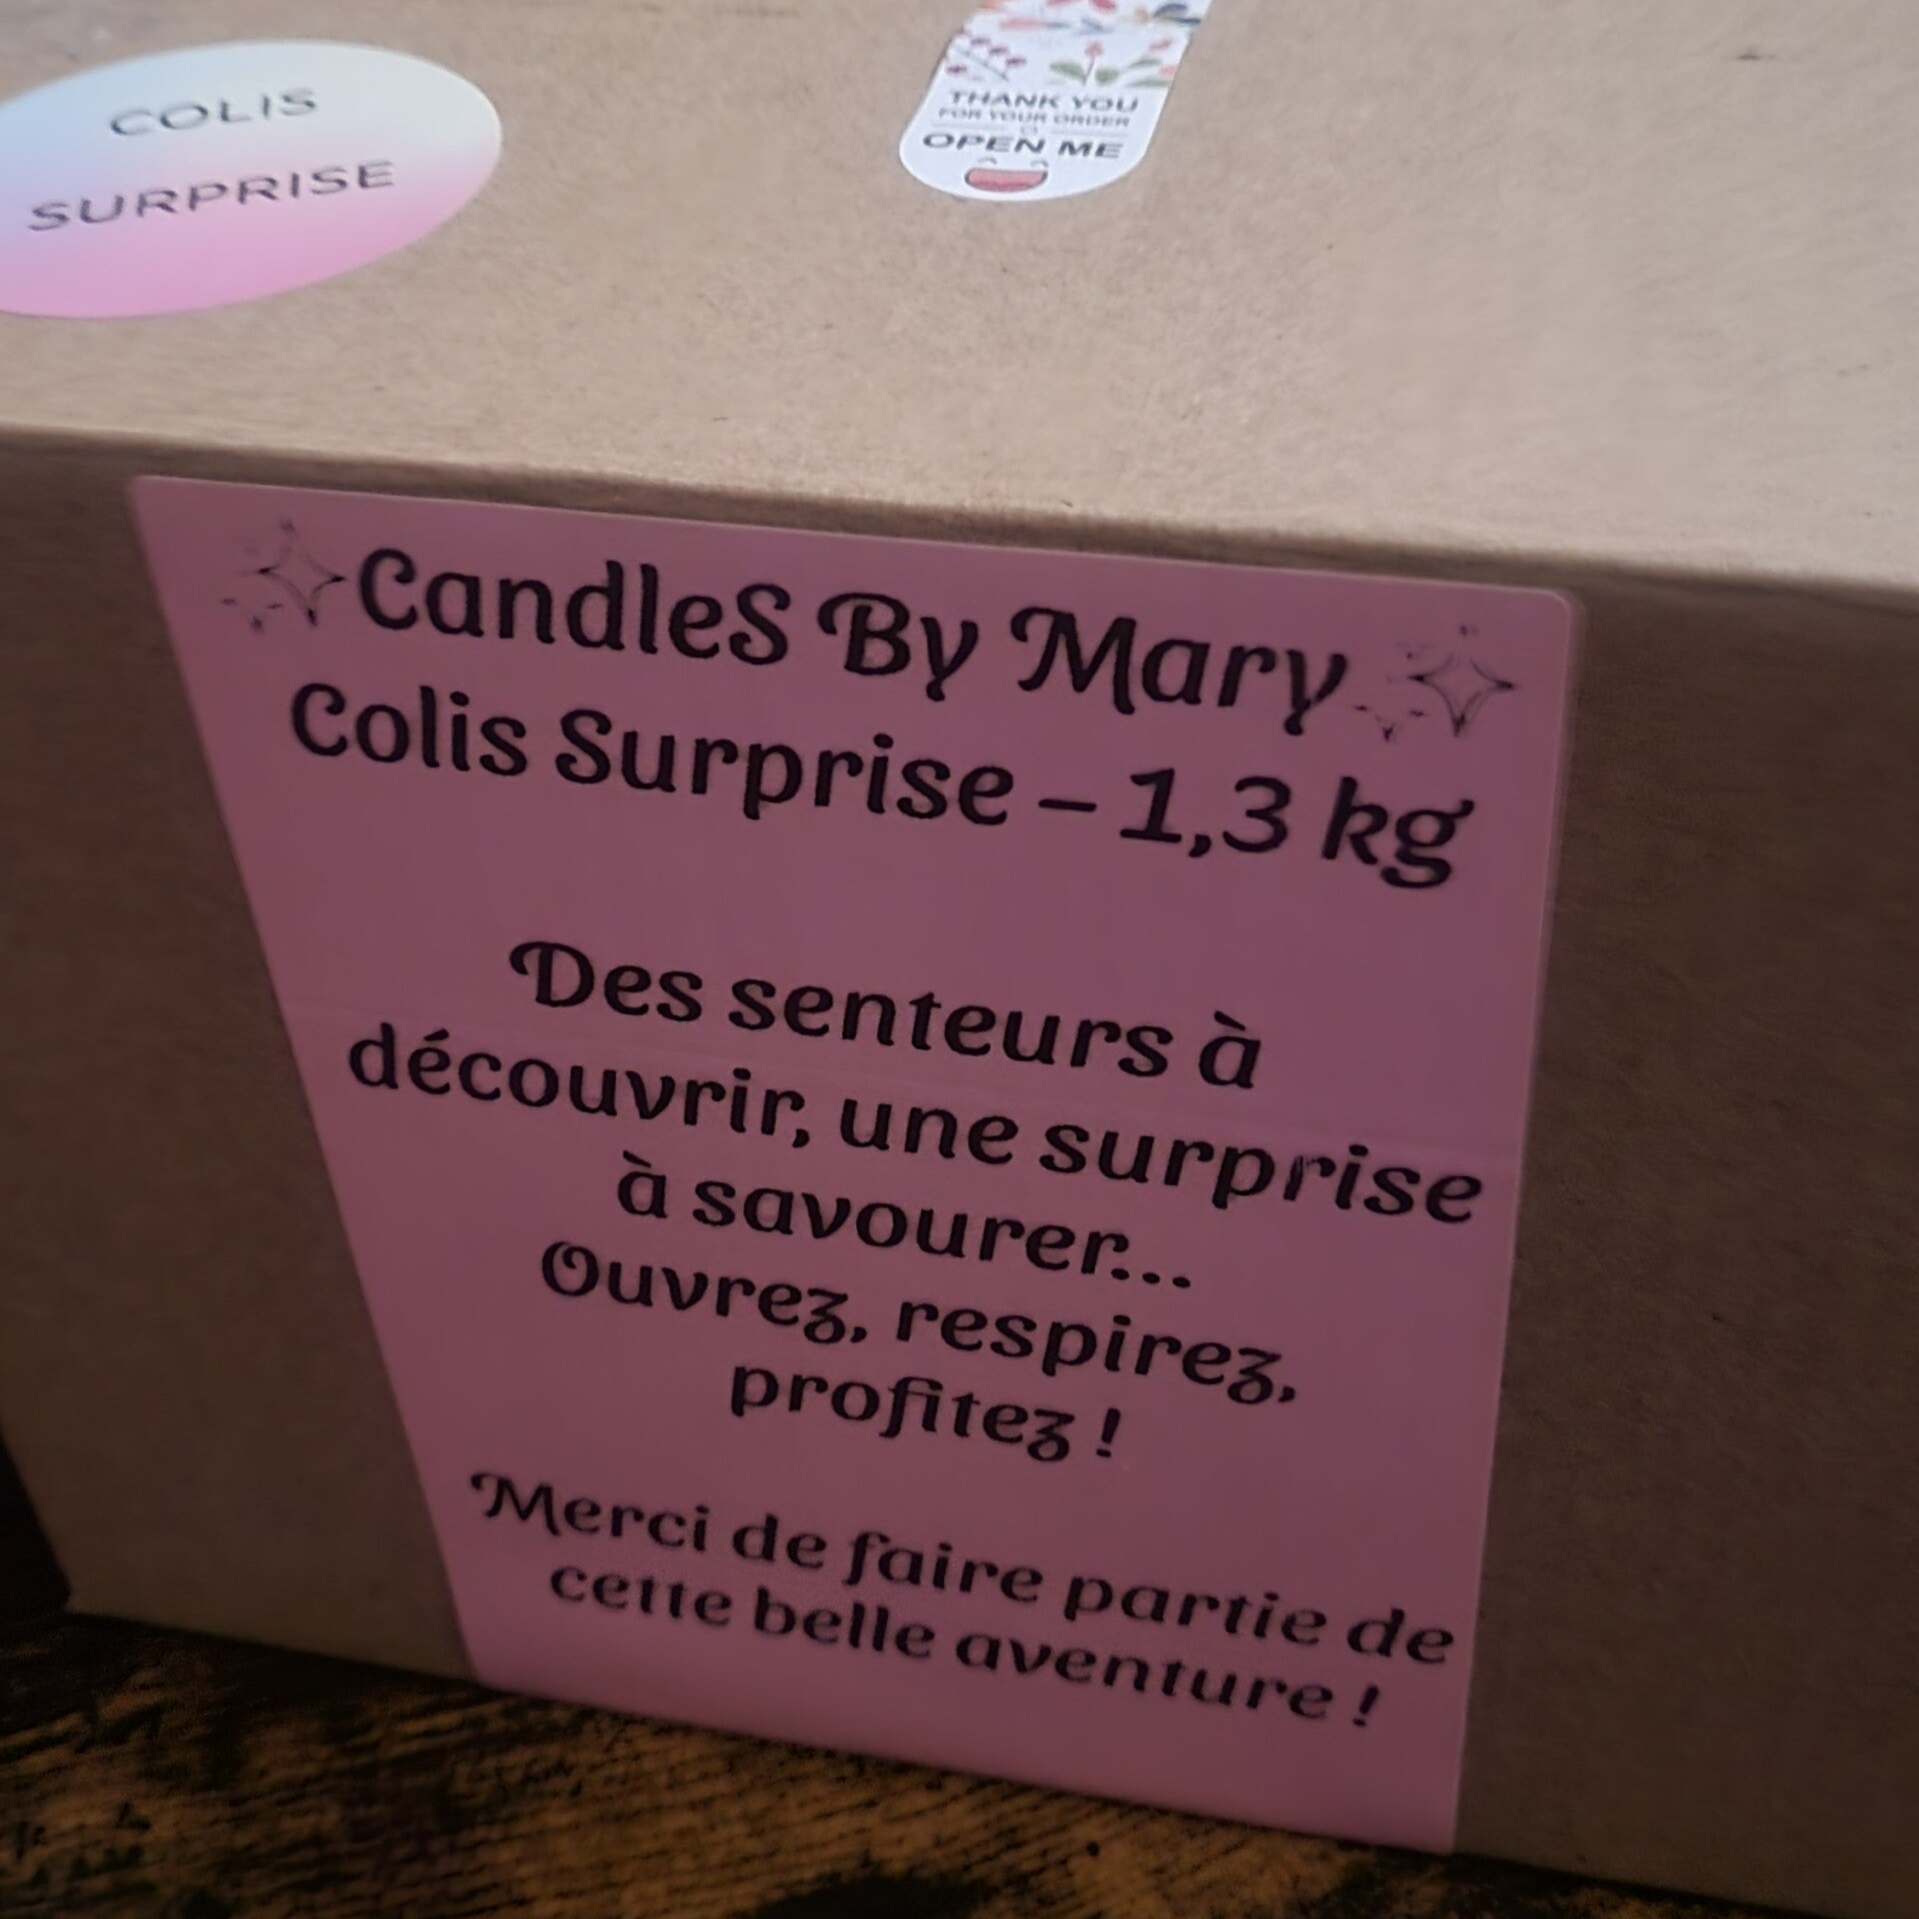 COLIS
SURPRISE
THANK YOU
FOR YOUR ORDER
OPEN ME
CandleS By Mary
Colis Surprise – 1,3 kg
Des senteurs à
découvrir, une surprise
à savourer...
Ouvrez, respirez,
profitez !
Merci de faire partie de
cette belle aventure !